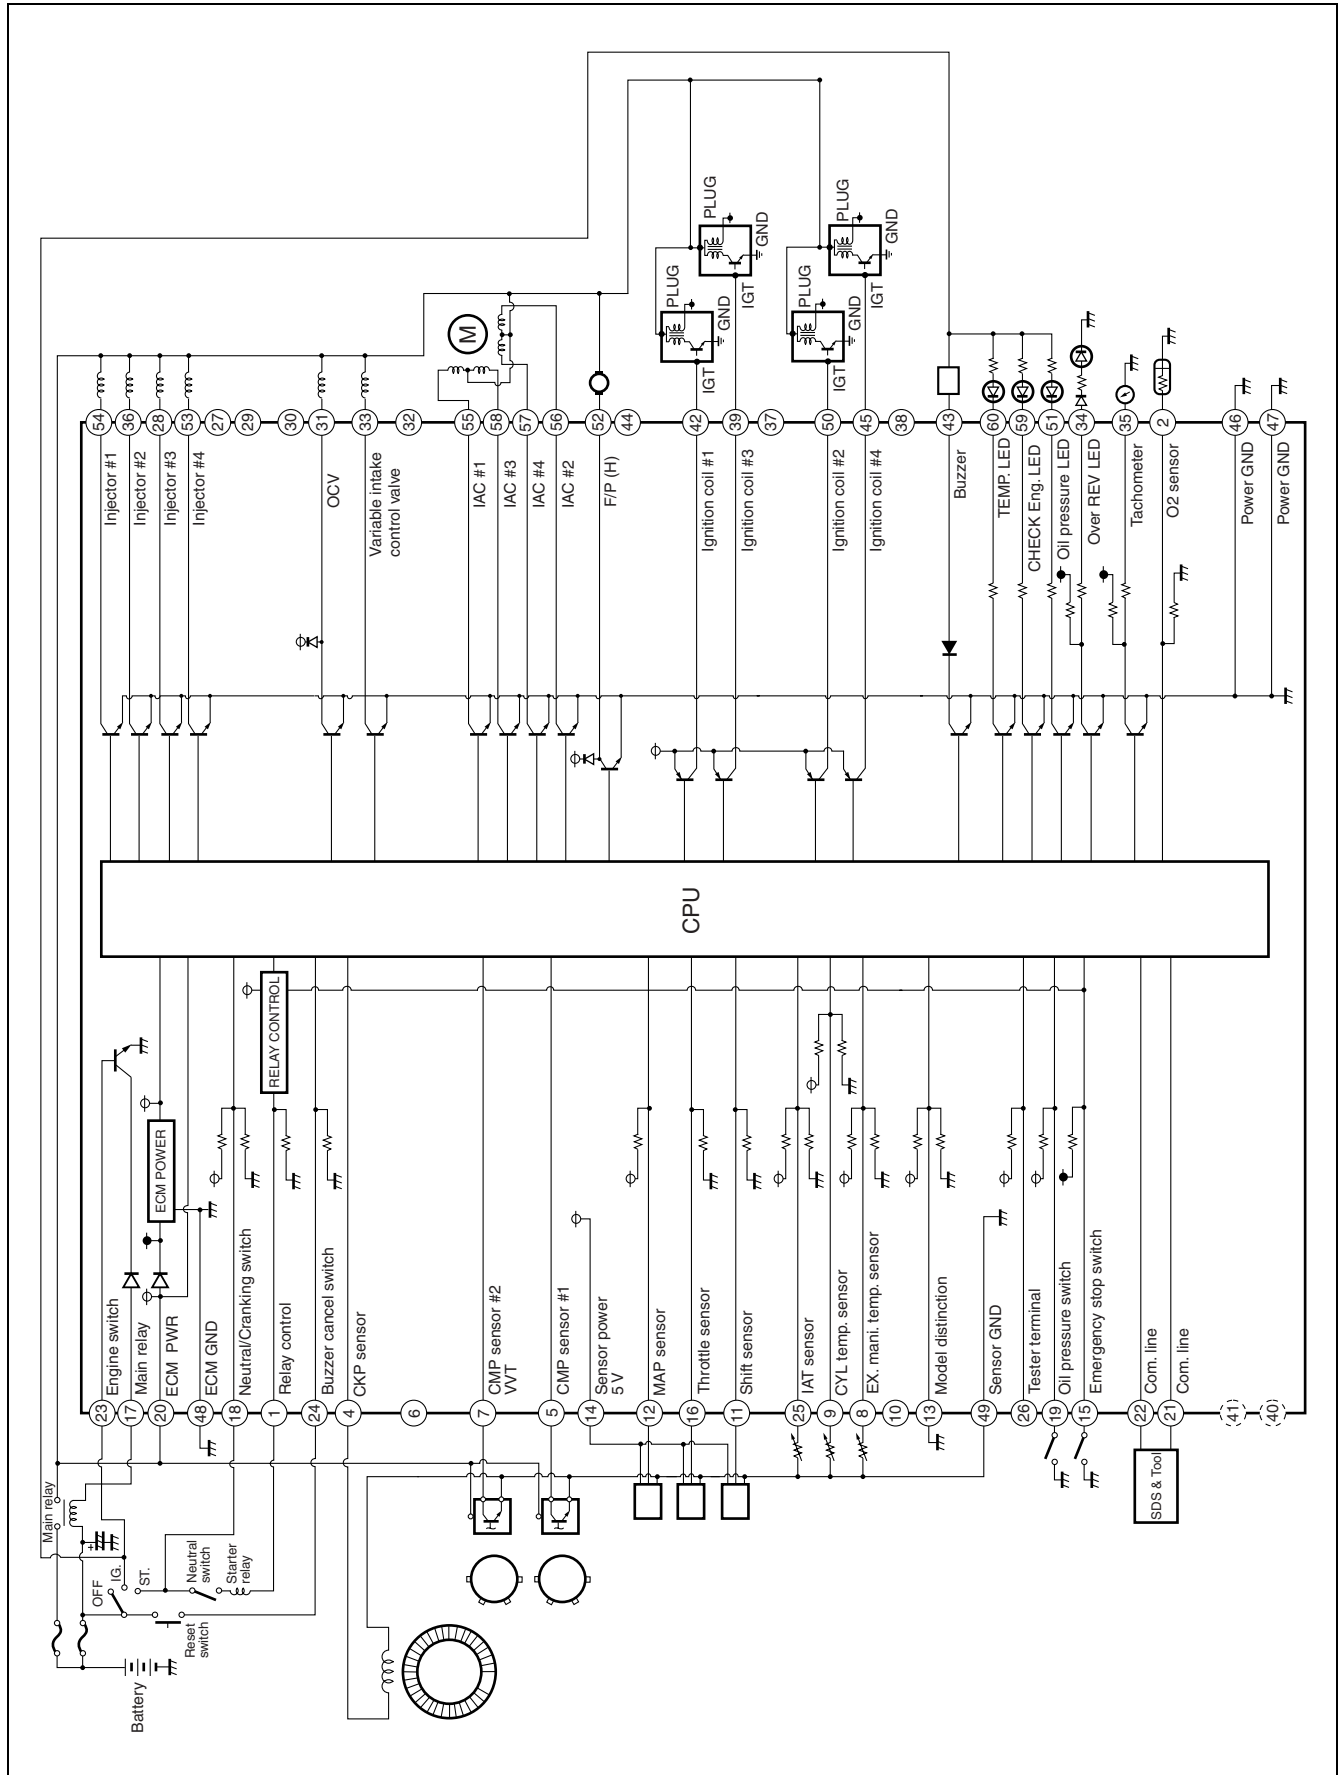 54
36
28
53
27
29
30
31
33
32
55
58
57
56
52
44
42
39
37
50
45
38
43
60
59
51
34
35
2
46
47
M
PLUG
GND
IGT
PLUG
GND
IGT
PLUG
GND
IGT
PLUG
GND
IGT
Injector #1
Injector #2
Injector #3
Injector #4
OCV
Variable intake
control valve
IAC #1
IAC #3
IAC #4
IAC #2
F/P (H)
Ignition coil #1
Ignition coil #3
Ignition coil #2
Ignition coil #4
Buzzer
TEMP. LED
CHECK Eng. LED
Oil pressure LED
Over REV LED
Tachometer
O2 sensor
Power GND
Power GND
CPU
ECM POWER
RELAY CONTROL
Engine switch
Main relay
ECM PWR
ECM GND
Neutral/Cranking switch
Relay control
Buzzer cancel switch
CKP sensor
CMP sensor #2
VVT
CMP sensor #1
Sensor power
5 V
MAP sensor
Throttle sensor
Shift sensor
IAT sensor
CYL temp. sensor
EX. mani. temp. sensor
Model distinction
Sensor GND
Tester terminal
Oil pressure switch
Emergency stop switch
Com. line
Com. line
23
17
20
48
18
1
24
4
6
7
5
14
12
16
11
25
9
8
10
13
49
26
19
15
22
21
(41)
(40)
Main relay
+
OFF
IG.
ST.
Neutral
switch
Starter
relay
Reset
switch
Battery
SDS & Tool